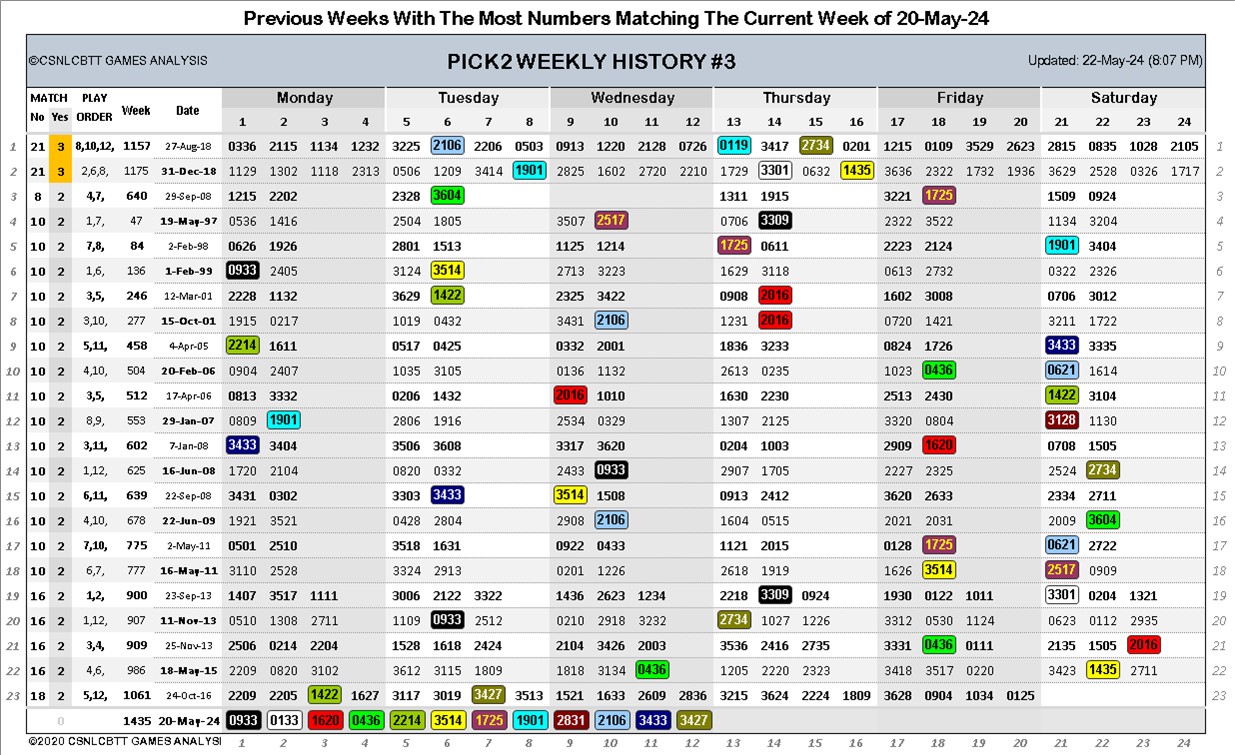 Previous Weeks With The Most Numbers Matching The Current Week of 20-May-24
©CSNLCBTT GAMES ANALYSIS PICK2 WEEKLY HISTORY #3 Updated: 22-May-24 (8:07 PM)
MATCH PLAY Week Date Monday Tuesday Wednesday Thursday Friday Saturday
No Yes ORDER 1 2 3 4 5 6 7 8 9 10 11 12 13 14 15 16 17 18 19 20 21 22 23 24
1 21 3 8,10,12, 1157 27-Aug-18 0336 2115 1134 1232 3225 2106 2206 0503 0913 1220 2128 0726 0119 3417 2734 0201 1215 0109 3529 2623 2815 0835 1028 2105 1
2 21 3 2,6,8, 1175 31-Dec-18 1129 1302 1118 2313 0506 1209 3414 1901 2825 1602 2720 2210 1729 3301 0632 1435 3636 2322 1732 1936 3629 2528 0326 1717 2
3 8 2 4,7, 640 29-Sep-08 1215 2202 2328 3604 1311 1915 3221 1725 1509 0924 3
4 10 2 1,7, 47 19-May-97 0536 1416 2504 1805 3507 2517 0706 3309 2322 3522 1134 3204 4
5 10 2 7,8, 84 2-Feb-98 0626 1926 2801 1513 1125 1214 1725 0611 2223 2124 1901 3404 5
6 10 2 1,6, 136 1-Feb-99 0933 2405 3124 3514 2713 3223 1629 3118 0613 2732 0322 2326 6
7 10 2 3,5, 246 12-Mar-01 2228 1132 3629 1422 2325 3422 0908 2016 1602 3008 0706 3012 7
8 10 2 3,10, 277 15-Oct-01 1915 0217 1019 0432 3431 2106 1231 2016 0720 1421 3211 1722 8
9 10 2 5,11, 458 4-Apr-05 2214 1611 0517 0425 0332 2001 1836 3233 0824 1726 3433 3335 9
10 10 2 4,10, 504 20-Feb-06 0904 2407 1035 3105 0136 1132 2613 0235 1023 0436 0621 1614 10
11 10 2 3,5, 512 17-Apr-06 0813 3332 0206 1432 2016 1010 1630 2230 2513 2430 1422 3104 11
12 10 2 8,9, 553 29-Jan-07 0809 1901 2806 1916 2534 0329 1307 2125 3320 0804 3128 1130 12
13 10 2 3,11, 602 7-Jan-08 3433 3404 3506 3608 3317 3620 0204 1003 2909 1620 0708 1505 13
14 10 2 1,12, 625 16-Jun-08 1720 2104 0820 0332 2433 0933 2907 1705 2227 2325 2524 2734 14
15 10 2 6,11, 639 22-Sep-08 3431 0302 3303 3433 3514 1508 0913 2412 3620 2633 2334 2711 15
16 10 2 4,10, 678 22-Jun-09 1921 3521 0428 2804 2908 2106 1604 0515 2021 2031 2009 3604 16
17 10 2 7,10, 775 2-May-11 0501 2510 3518 1631 0922 0433 1121 2015 0128 1725 0621 2722 17
18 10 2 6,7, 777 16-May-11 3110 2528 3324 2913 0201 1226 2618 1919 1626 3514 2517 0909 18
19 16 2 1,2, 900 23-Sep-13 1407 3517 1111 3006 2122 3322 1436 2623 1234 2218 3309 0924 1930 0122 1011 3301 0204 1321 19
20 16 2 1,12, 907 11-Nov-13 0510 1308 2711 1109 0933 2512 0210 2918 3232 2734 1027 1226 3312 0530 1124 0623 0112 2935 20
21 16 2 3,4, 909 25-Nov-13 2506 0214 2204 1528 1618 2424 2104 3426 2003 3536 2416 2735 3331 0436 0111 2135 1505 2016 21
22 16 2 4,6, 986 18-May-15 2209 0820 3102 3612 3115 1809 1818 3134 0436 1205 2220 2323 3418 3517 0220 3423 1435 2711 22
23 18 2 5,12, 1061 24-Oct-16 2209 2205 1422 1627 3117 3019 3427 3513 1521 1633 2609 2836 3215 3624 2224 1809 3628 0904 1034 0125 23
0 1435 20-May-24 0933 0133 1620 0436 2214 3514 1725 1901 2831 2106 3433 3427
©2020 CSNLCBTT GAMES ANALYSI 1 2 3 4 5 6 7 8 9 10 11 12 13 14 15 16 17 18 19 20 21 22 23 24